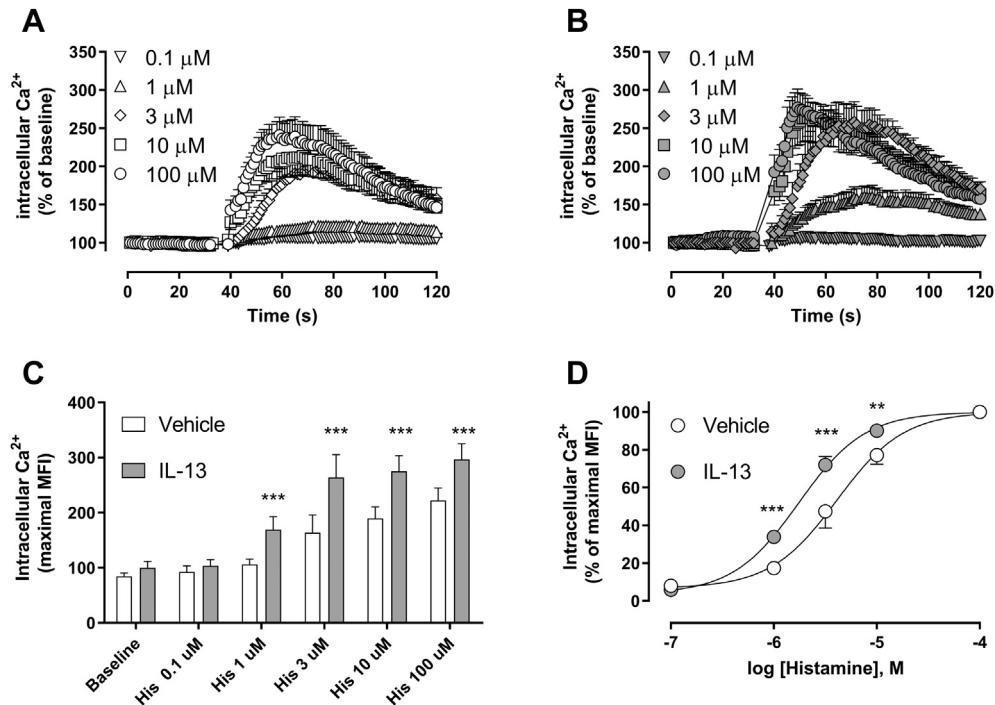 A
intracellular Ca2+
(% of baseline)
350
300
250
200
150
100
0.1 μM
1 μM
3 μM
10 μM
100 μM
0 20 40 60 80 100 120
Time (s)
B
intracellular Ca2+
(% of baseline)
350
300
250
200
150
100
0.1 μM
1 μM
3 μM
10 μM
100 μM
0 20 40 60 80 100 120
Time (s)
C
Intracellular Ca2+
(maximal MFI)
400
300
200
100
0
Vehicle
IL-13
*** *** *** ***
Baseline
His 0.1 uM
His 1 uM
His 3 uM
His 10 uM
His 100 uM
D
Intracellular Ca2+
(% of maximal MFI)
100
80
60
40
20
0
Vehicle
IL-13
***
***
**
-7 -6 -5 -4
log [Histamine], M